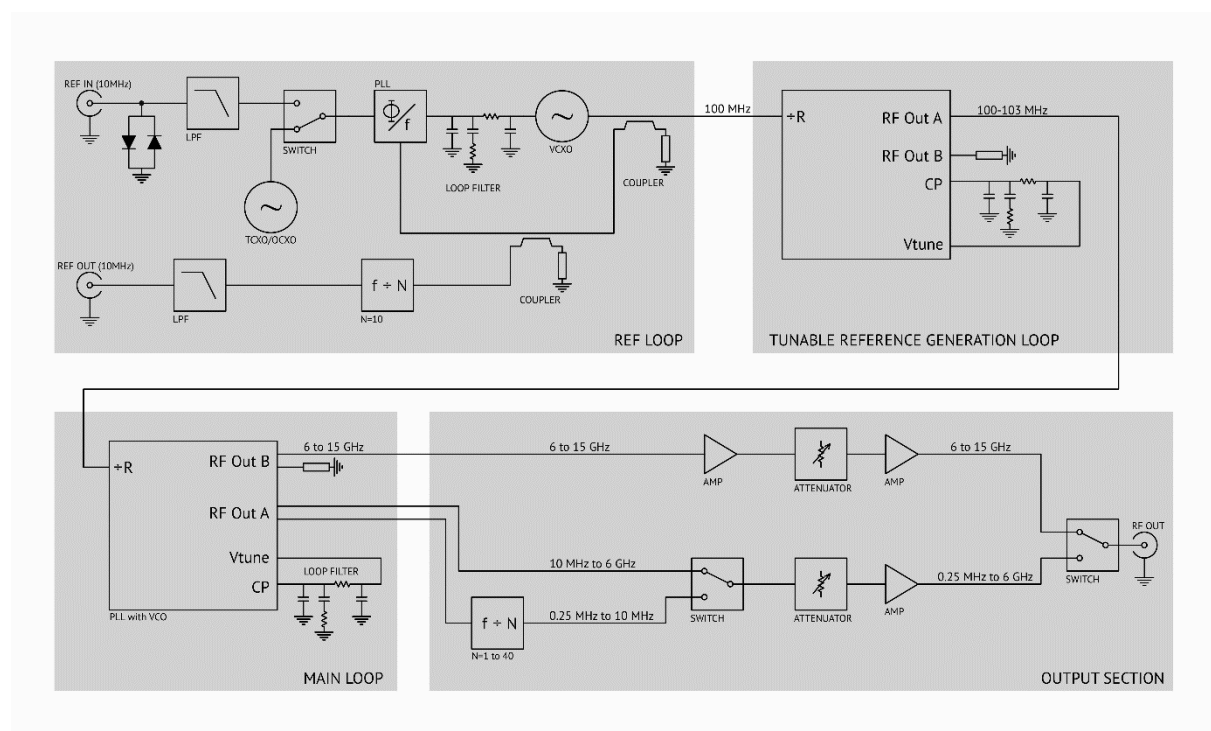 REF IN (10MHz)
LPF
SWITCH
TCXO/OCXO
PLL
Φ/f
LOOP FILTER
VCXO
COUPLER
100 MHz
REF OUT (10MHz)
LPF
f ÷ N
N=10
COUPLER
REF LOOP
÷R
RF Out A
100-103 MHz
RF Out B
CP
Vtune
TUNABLE REFERENCE GENERATION LOOP
÷R
RF Out B
6 to 15 GHz
RF Out A
Vtune
LOOP FILTER
CP
PLL with VCO
MAIN LOOP
6 to 15 GHz
AMP
ATTENUATOR
AMP
6 to 15 GHz
10 MHz to 6 GHz
f ÷ N
N=1 to 40
0.25 MHz to 10 MHz
SWITCH
ATTENUATOR
AMP
0.25 MHz to 6 GHz
SWITCH
RF OUT
OUTPUT SECTION